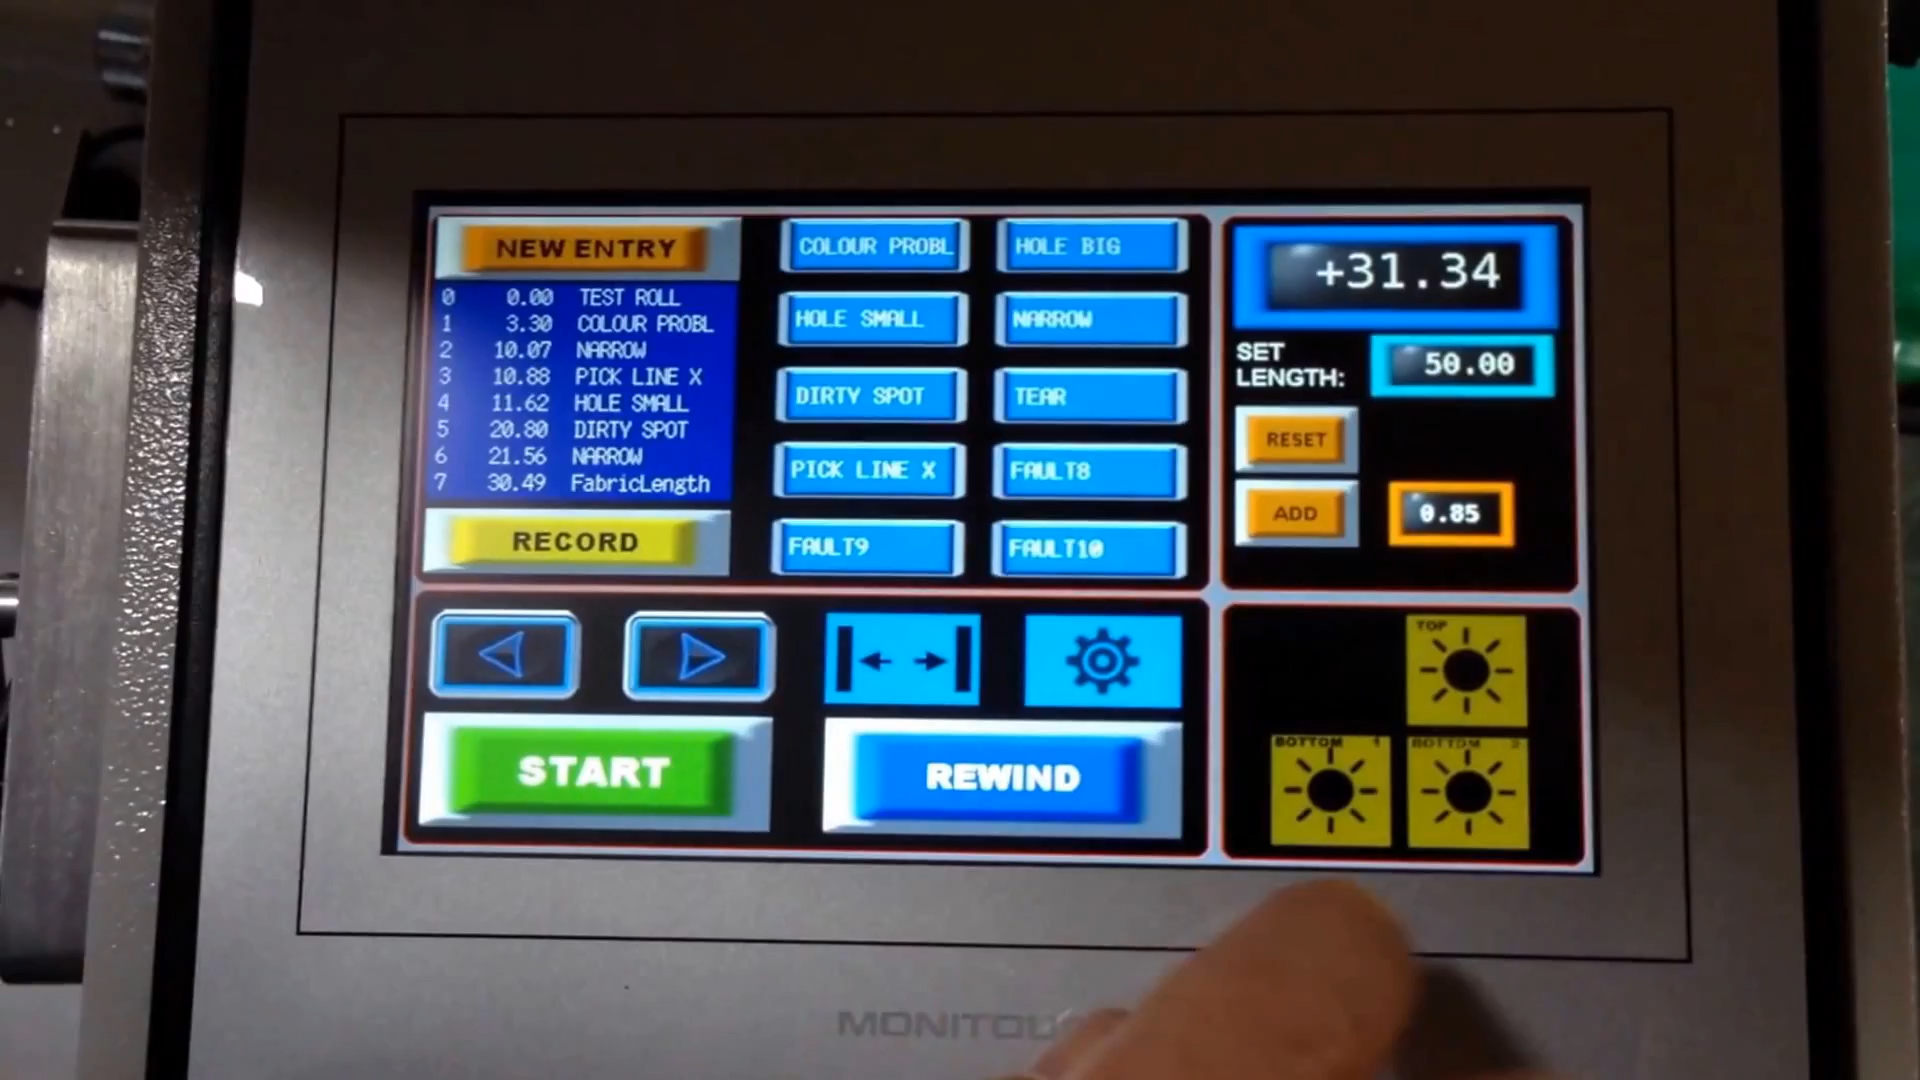 NEW ENTRY
0 0.00 TEST ROLL
1 3.30 COLOUR PROBL
2 10.07 NARROW
3 10.88 PICK LINE X
4 11.62 HOLE SMALL
5 20.80 DIRTY SPOT
6 21.56 NARROW
7 30.49 FabricLength
RECORD
COLOUR PROBL
HOLE BIG
HOLE SMALL
NARROW
DIRTY SPOT
TEAR
PICK LINE X
FAULT8
FAULT9
FAULT10
+31.34
SET
LENGTH:
50.00
RESET
ADD
0.85
START
REWIND
TOP
BOTTOM 1
BOTTOM 2